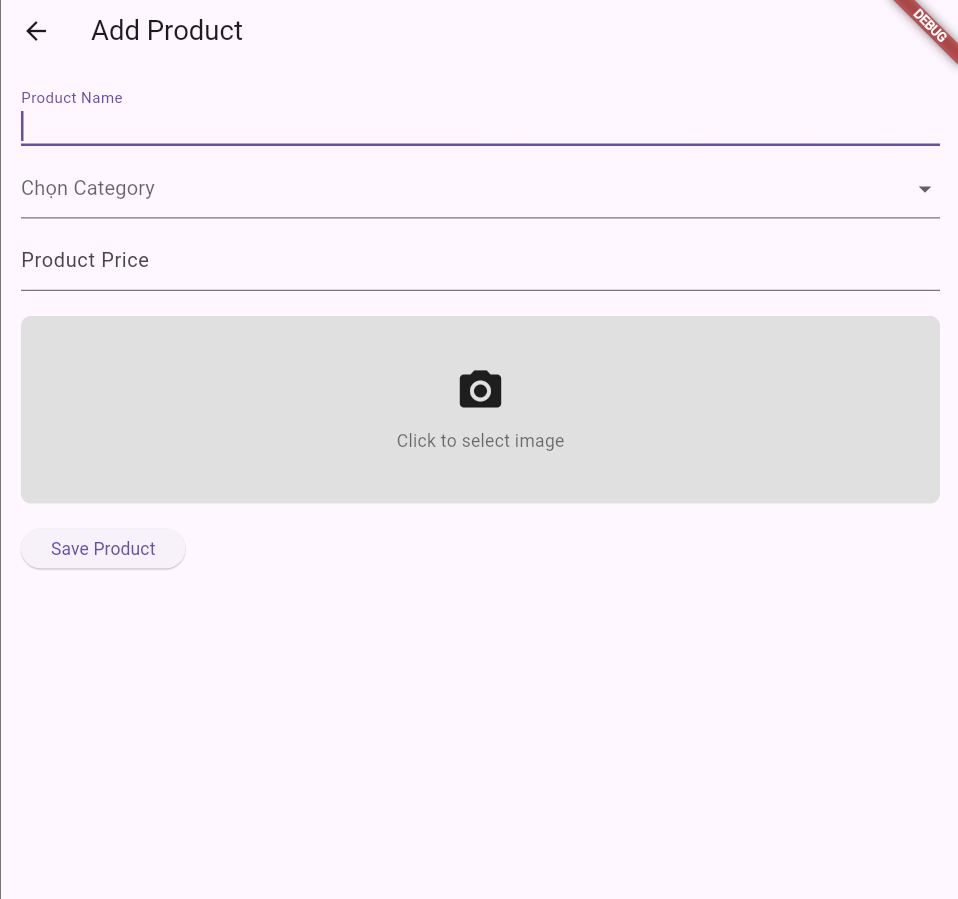 Add Product
DEBUG
Product Name
Chọn Category
Product Price
Click to select image
Save Product